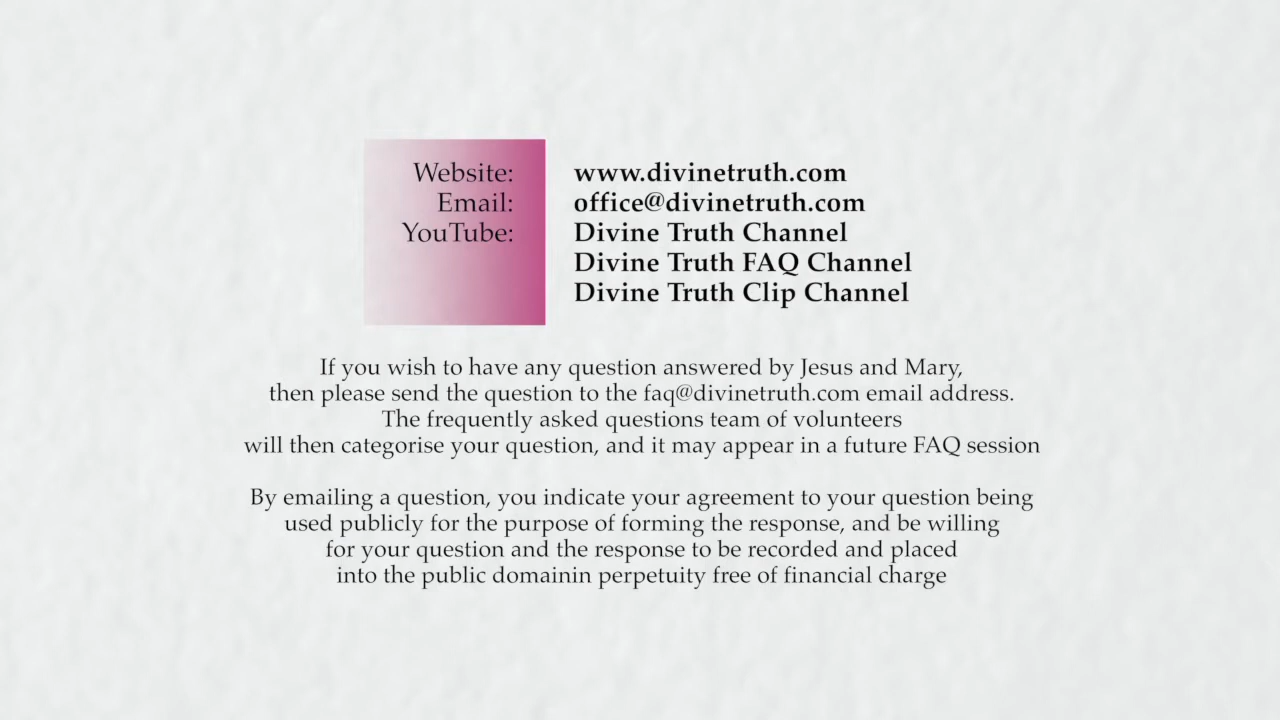 Website: www.divinetruth.com
Email: office@divinetruth.com
YouTube: Divine Truth Channel
Divine Truth FAQ Channel
Divine Truth Clip Channel
If you wish to have any question answered by Jesus and Mary,
then please send the question to the faq@divinetruth.com email address.
The frequently asked questions team of volunteers
will then categorise your question, and it may appear in a future FAQ session
By emailing a question, you indicate your agreement to your question being
used publicly for the purpose of forming the response, and be willing
for your question and the response to be recorded and placed
into the public domainin perpetuity free of financial charge